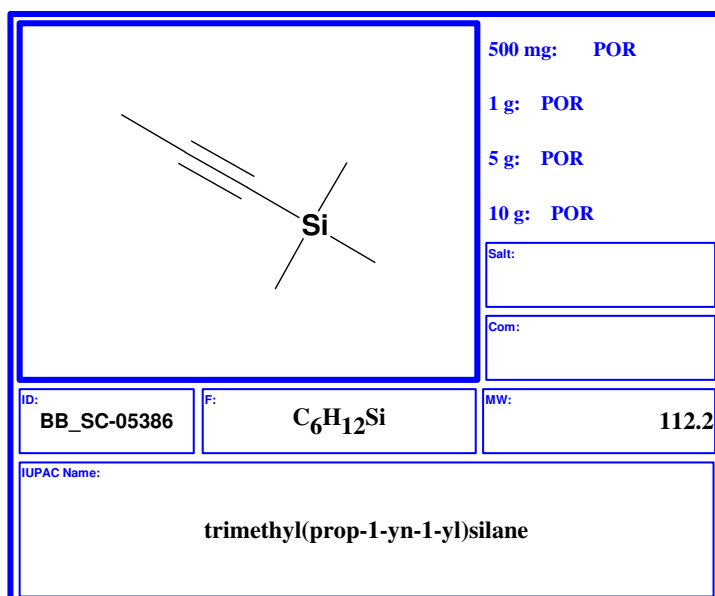 500 mg: POR
1 g: POR
5 g: POR
10 g: POR
Si
Salt:
Com:
ID:
BB_SC-05386
F:
C6H12Si
MW:
112.2
IUPAC Name:
trimethyl(prop-1-yn-1-yl)silane